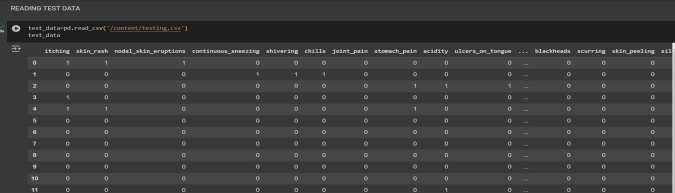 READING TEST DATA
test_data=pd.read_csv('/content/testing.csv')
test_data
itching skin_rash nodal_skin_eruptions continuous_sneezing shivering chills joint_pain stomach_pain acidity ulcers_on_tongue ... blackheads scurring skin_peeling
0 1 1 1 0 0 0 0 0 0 0 ... 0 0 0
1 0 0 0 1 1 1 0 0 0 0 ... 0 0 0
2 0 0 0 0 0 0 0 1 1 1 ... 0 0 0
3 1 0 0 0 0 0 0 0 0 0 ... 0 0 0
4 1 1 0 0 0 0 0 1 0 0 ... 0 0 0
5 0 0 0 0 0 0 0 0 0 0 ... 0 0 0
6 0 0 0 0 0 0 0 0 0 0 ... 0 0 0
7 0 0 0 0 0 0 0 0 0 0 ... 0 0 0
8 0 0 0 0 0 0 0 0 0 0 ... 0 0 0
9 0 0 0 0 0 0 0 0 0 0 ... 0 0 0
10 0 0 0 0 0 0 0 0 0 0 ... 0 0 0
11 0 0 0 0 0 0 0 0 1 0 ... 0 0 0